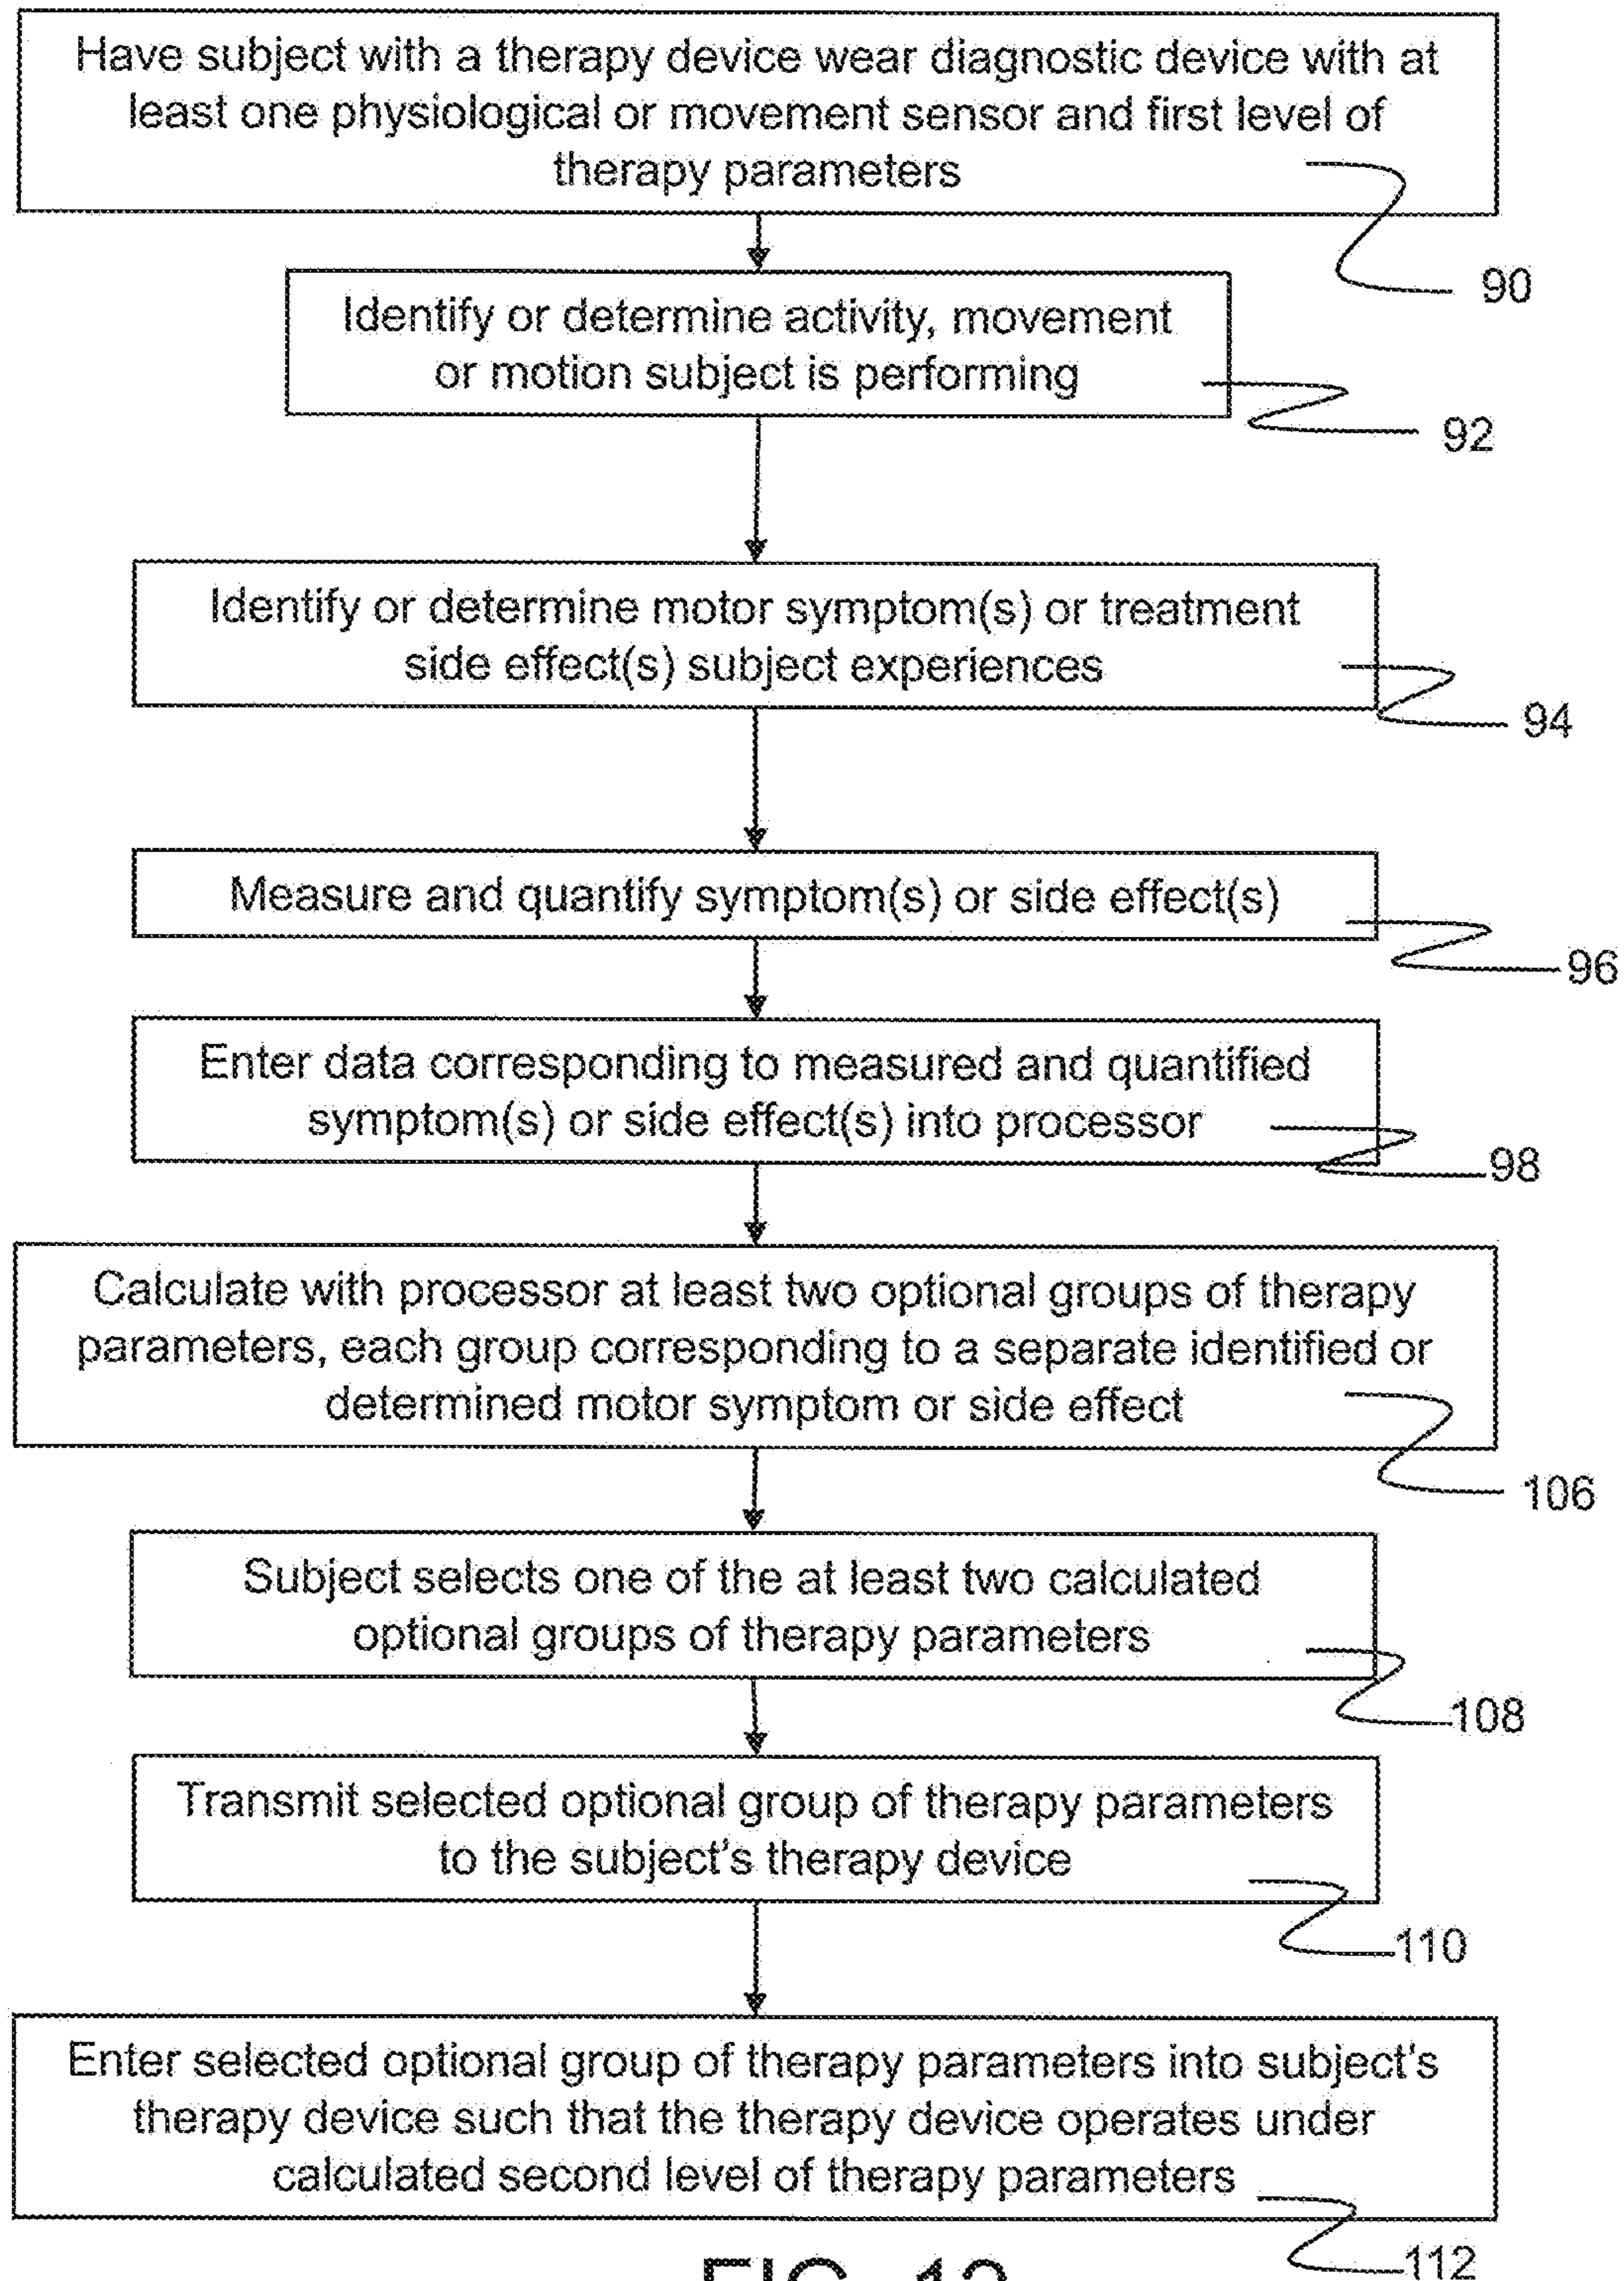 Have subject with a therapy device wear diagnostic device with at
least one physiological or movement sensor and first level of
therapy parameters
90
Identify or determine activity, movement
or motion subject is performing
92
Identify or determine motor symptom(s) or treatment
side effect(s) subject experiences
94
Measure and quantify symptom(s) or side effect(s)
96
Enter data corresponding to measured and quantified
symptom(s) or side effect(s) into processor
98
Calculate with processor at least two optional groups of therapy
parameters, each group corresponding to a separate identified or
determined motor symptom or side effect
106
Subject selects one of the at least two calculated
optional groups of therapy parameters
108
Transmit selected optional group of therapy parameters
to the subject's therapy device
110
Enter selected optional group of therapy parameters into subject's
therapy device such that the therapy device operates under
calculated second level of therapy parameters
112
FIG.